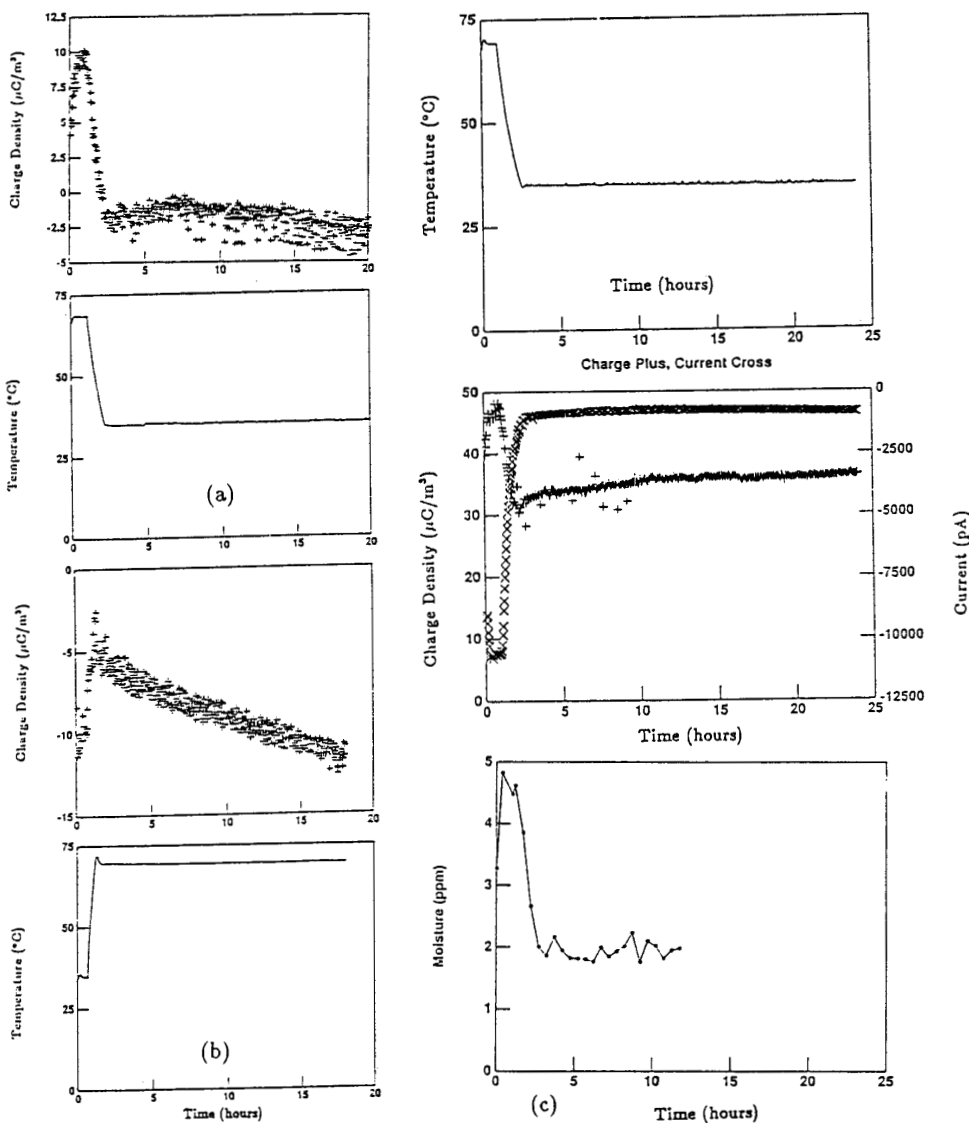 Charge Density (μC/m³)
12.5
10
7.5
5
2.5
0
-2.5
-5
0 5 10 15 20
Temperature (°C)
75
50
25
0
(a)
0 5 10 15 20
Charge Density (μC/m³)
0
-5
-10
-15
0 5 10 15 20
Temperature (°C)
75
50
25
0
(b)
0 5 10 15 20
Time (hours)
Temperature (°C)
75
50
25
0
Time (hours)
0 5 10 15 20 25
Charge Plus, Current Cross
Charge Density (μC/m³)
50
40
30
20
10
0
0
-2500
-5000
-7500
-10000
-12500
Current (pA)
0 5 10 15 20 25
Time (hours)
Moisture (ppm)
5
4
3
2
1
0
0 5 10 15 20 25
(c)
Time (hours)